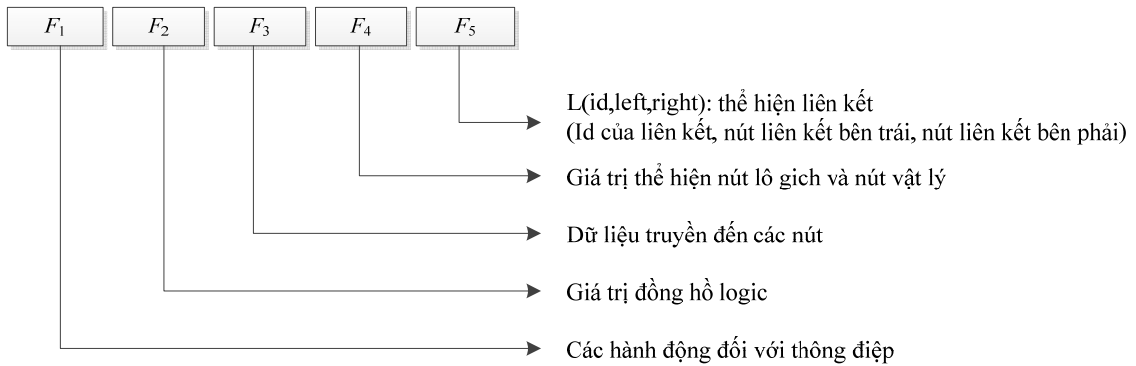 F1 F2 F3 F4 F5
L(id,left,right): thể hiện liên kết
(Id của liên kết, nút liên kết bên trái, nút liên kết bên phải)
Giá trị thể hiện nút lô gich và nút vật lý
Dữ liệu truyền đến các nút
Giá trị đồng hồ logic
Các hành động đối với thông điệp